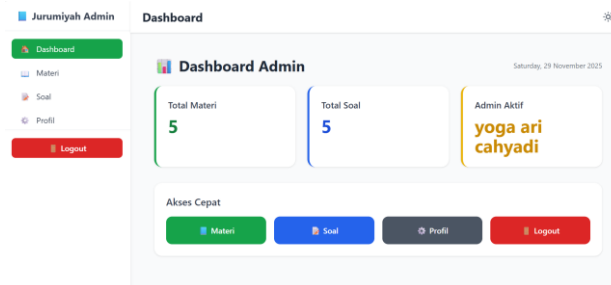 Jurumiyah Admin
Dashboard
Materi
Soal
Profil
Logout
Dashboard
Dashboard Admin
Saturday, 29 November 2025
Total Materi
5
Total Soal
5
Admin Aktif
yoga ari
cahyadi
Akses Cepat
Materi
Soal
Profil
Logout